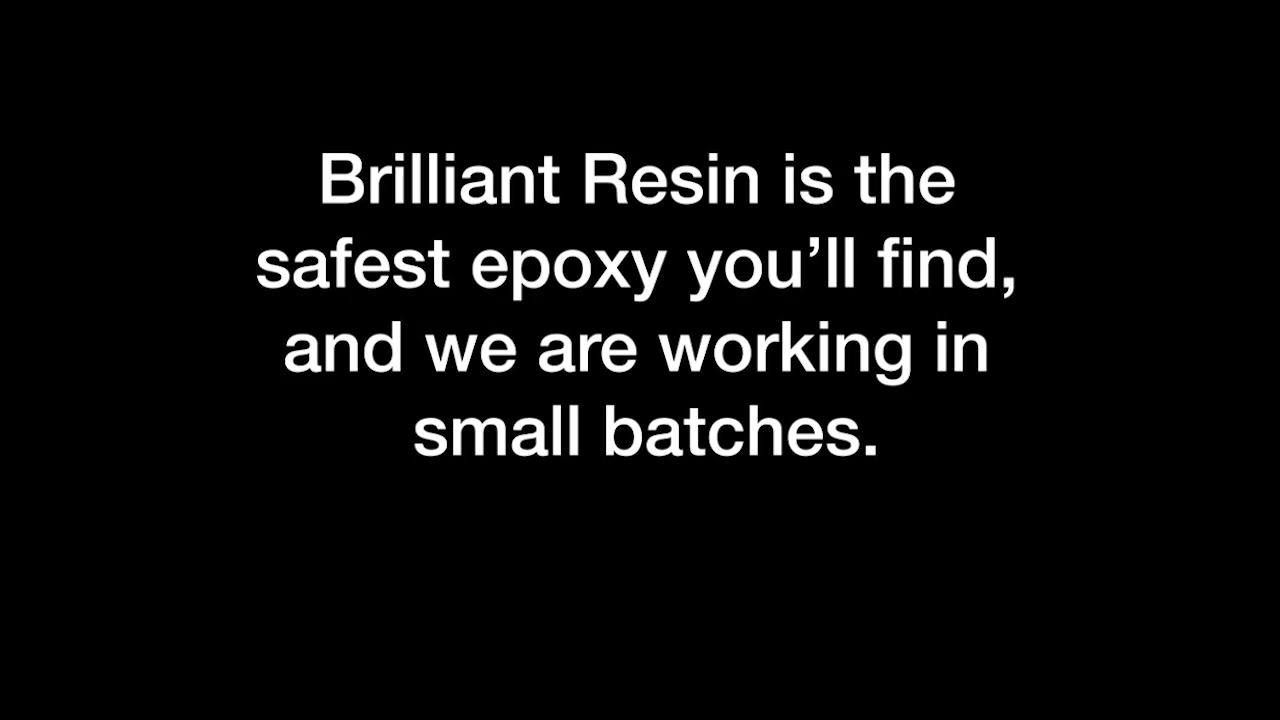 Brilliant Resin is the
safest epoxy you’ll find,
and we are working in
small batches.